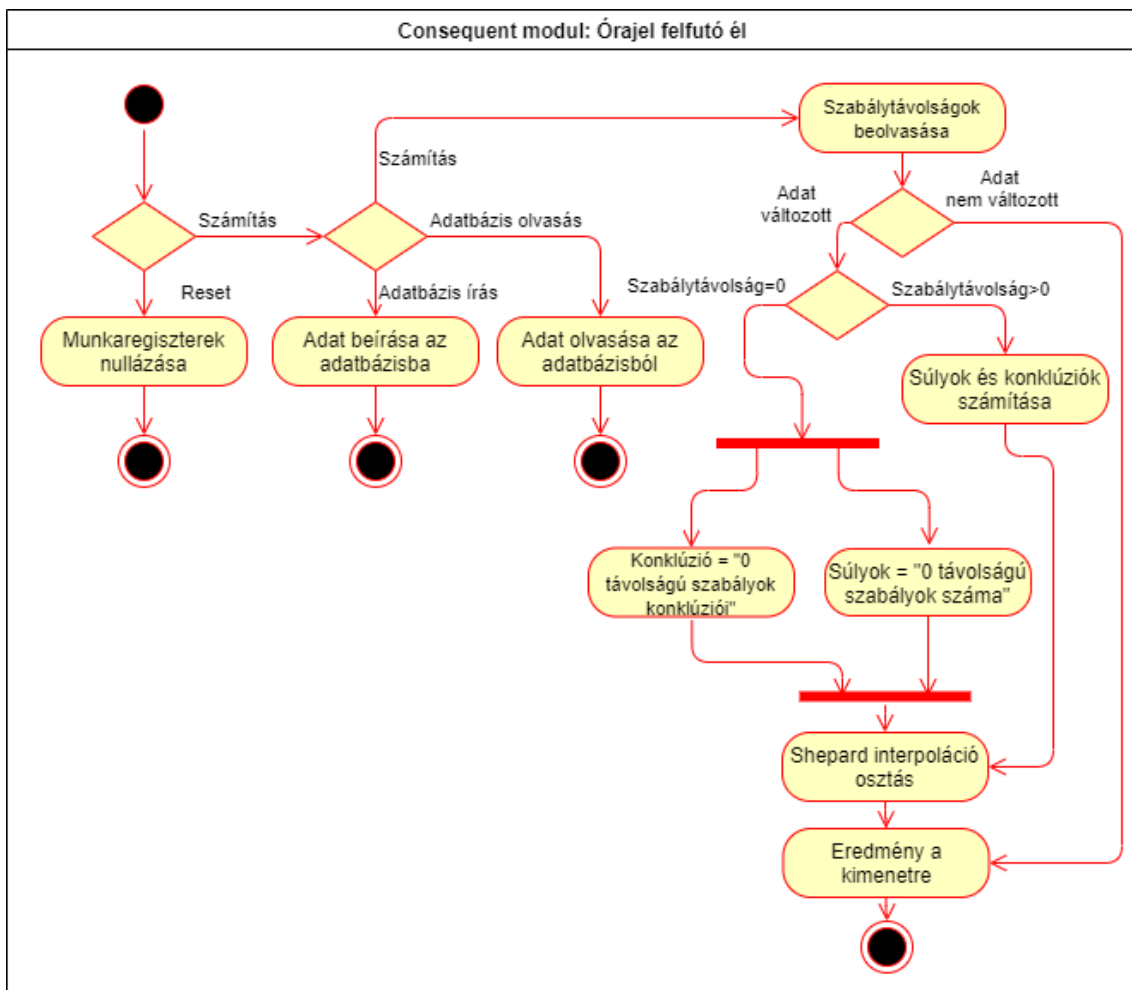 Consequent modul: Órajel felfutó él
Szabálytávolságok
beolvasása
Számítás
Adat
változott
Adat
nem változott
Számítás
Adatbázis olvasás
Reset
Adatbázis írás
Szabálytávolság=0
Szabálytávolság>0
Munkaregiszterek
nullázása
Adat beírása az
adatbázisba
Adat olvasása az
adatbázisból
Súlyok és konklúziók
számítása
Konklúzió = "0
távolságú szabályok
konklúziói"
Súlyok = "0 távolságú
szabályok száma"
Shepard interpoláció
osztás
Eredmény a
kimenetre